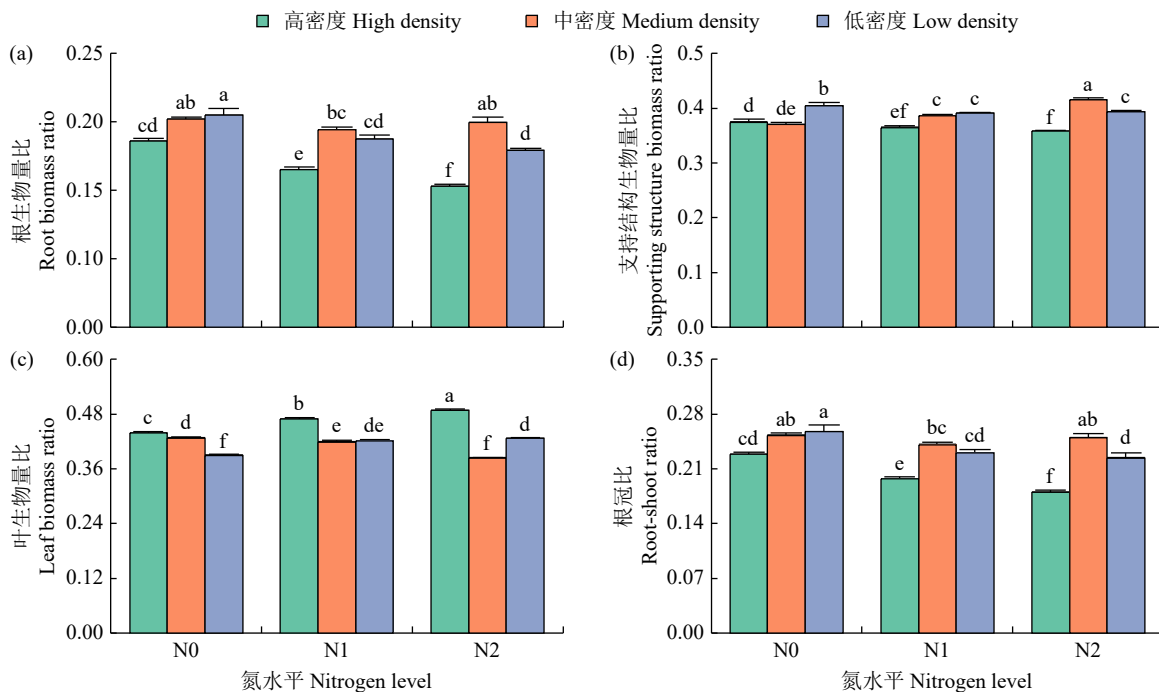 高密度 High density 中密度 Medium density 低密度 Low density
(a)
根生物量比
Root biomass ratio
0.25
0.20
0.15
0.10
0.05
0.00
cd ab a
e bc cd
f ab d
(b)
支持结构生物量比
Supporting structure biomass ratio
0.5
0.4
0.3
0.2
0.1
0
d de b
ef c c
f a c
(c)
叶生物量比
Leaf biomass ratio
0.60
0.48
0.36
0.24
0.12
0.00
c d f
b e de
a f d
N0 N1 N2
氮水平 Nitrogen level
(d)
根冠比
Root-shoot ratio
0.35
0.28
0.21
0.14
0.07
0.00
cd ab a
e bc cd
f ab d
N0 N1 N2
氮水平 Nitrogen level